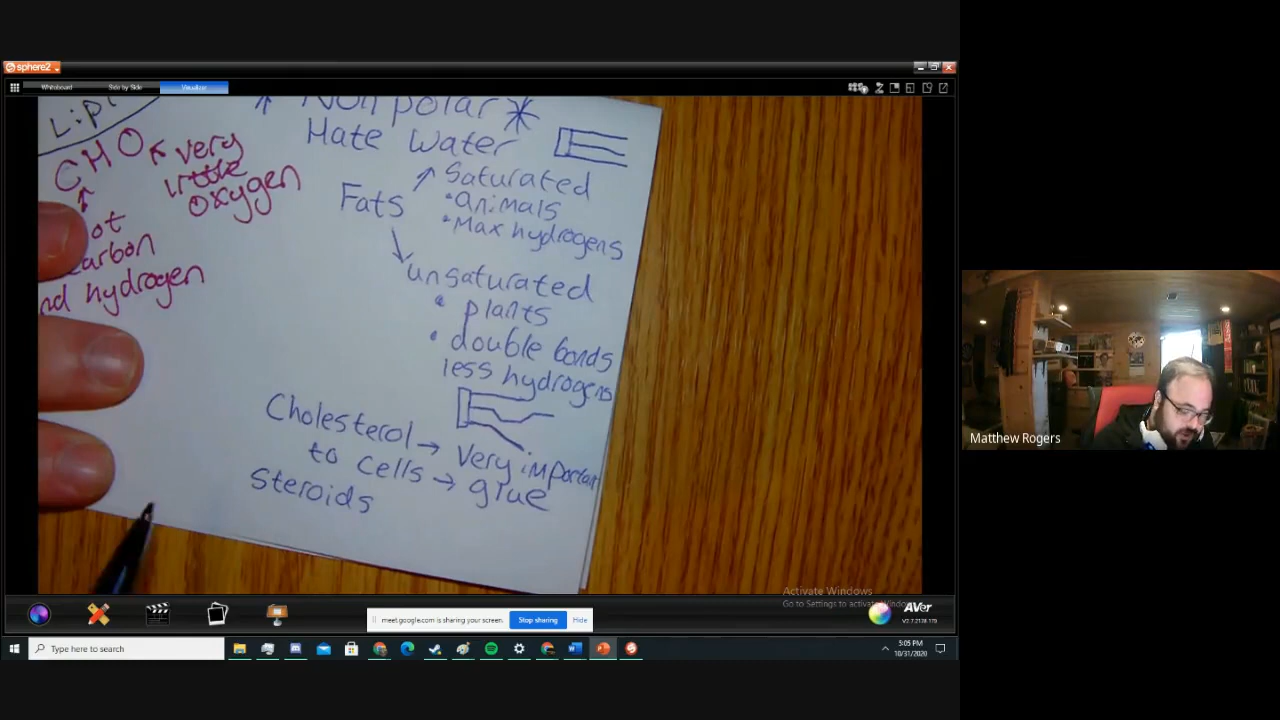 sphere2
Whiteboard
Side by Side
Visualizer
Non polar
Hate Water
CHO
very
little
oxygen
Fats
Saturated
• animals
• Max hydrogens
carbon
nd hydrogen
unsaturated
• plants
• double bonds
less hydrogens
Cholesterol → Very important
to cells → glue
Steroids
Matthew Rogers
Activate Windows
Go to Settings to activate Windows.
AVer
meet.google.com is sharing your screen.
Stop sharing
Hide
Type here to search
5:05 PM
10/31/2020